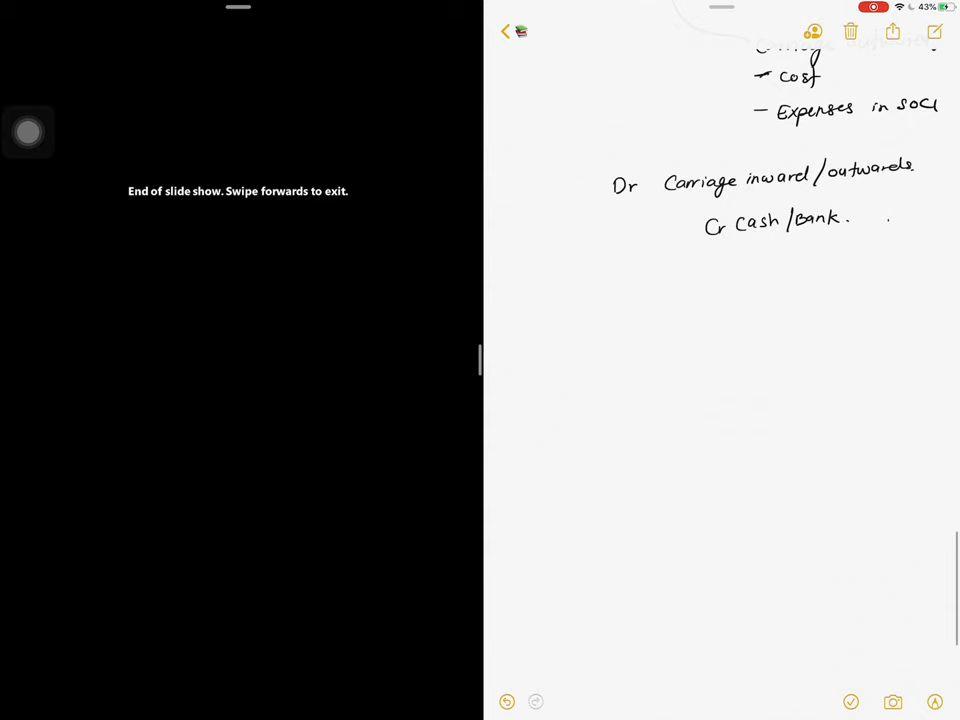 43%
End of slide show. Swipe forwards to exit.
- cost
- Expenses in SOCI
Dr Carriage inward/outwards.
Cr Cash/Bank.